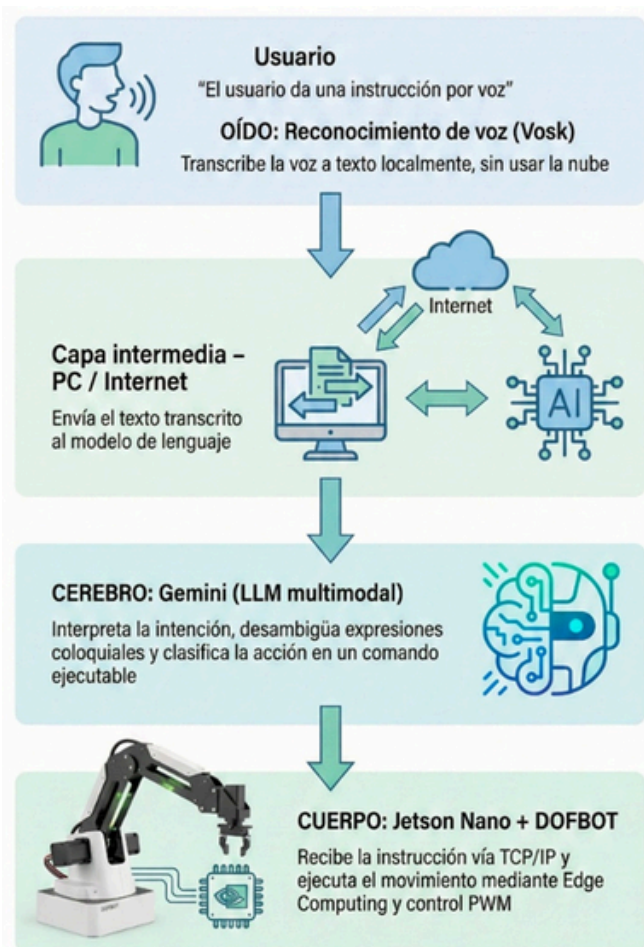 Usuario
“El usuario da una instrucción por voz”
OÍDO: Reconocimiento de voz (Vosk)
Transcribe la voz a texto localmente, sin usar la nube
Internet
Capa intermedia –
PC / Internet
Envía el texto transcrito
al modelo de lenguaje
AI
CEREBRO: Gemini (LLM multimodal)
Interpreta la intención, desambigüa expresiones
coloquiales y clasifica la acción en un comando
ejecutable
CUERPO: Jetson Nano + DOFBOT
Recibe la instrucción vía TCP/IP y
ejecuta el movimiento mediante Edge
Computing y control PWM
DOFBOT